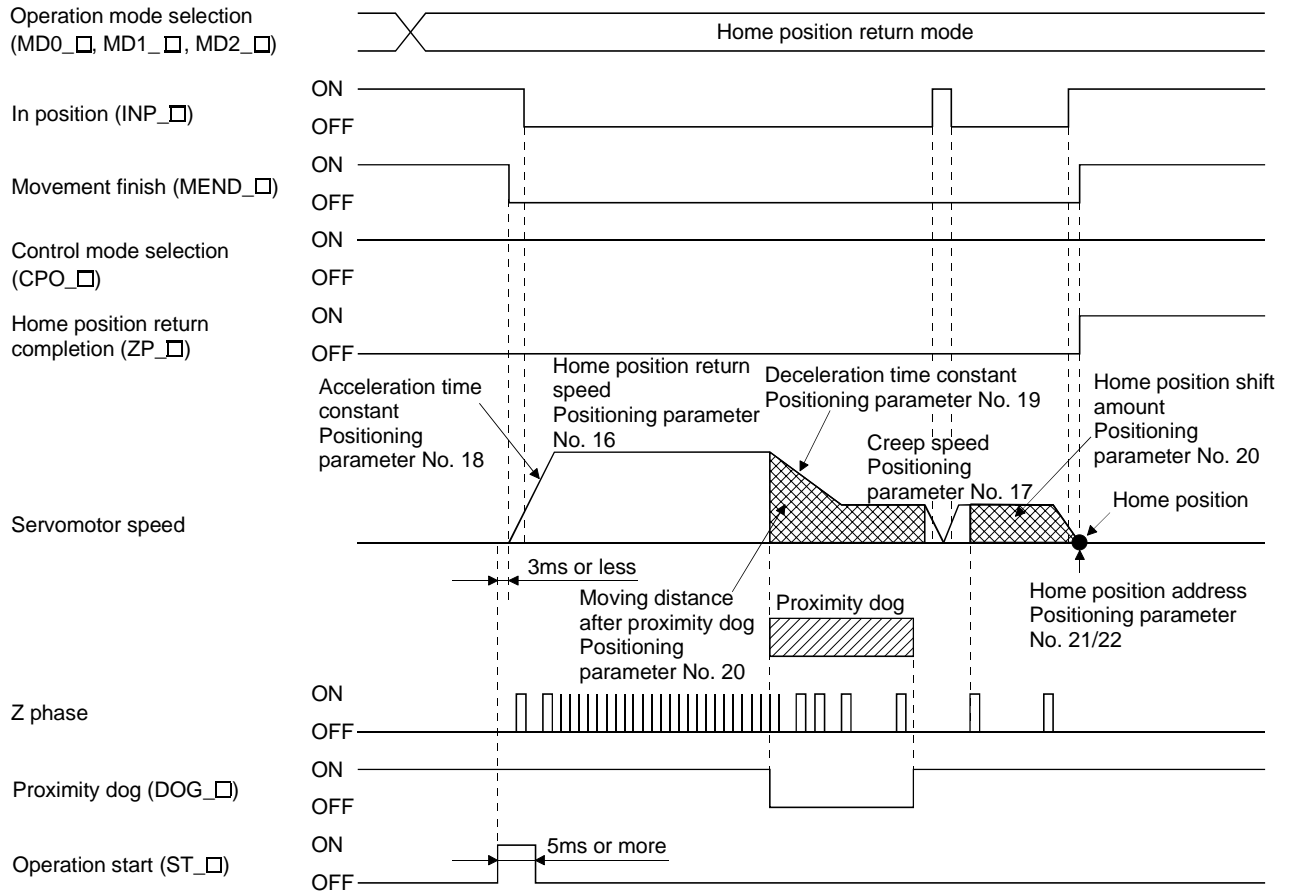 Operation mode selection
(MD0_□, MD1_□, MD2_□)
Home position return mode
In position (INP_□)
ON
OFF
Movement finish (MEND_□)
ON
OFF
Control mode selection
(CPO_□)
ON
OFF
Home position return
completion (ZP_□)
ON
OFF
Acceleration time
constant
Positioning
parameter No. 18
Home position return
speed
Positioning parameter
No. 16
Deceleration time constant
Positioning parameter No. 19
Creep speed
Positioning
parameter No. 17
Home position shift
amount
Positioning
parameter No. 20
Home position
Servomotor speed
3ms or less
Moving distance
after proximity dog
Positioning
parameter No. 20
Proximity dog
Home position address
Positioning parameter
No. 21/22
Z phase
ON
OFF
Proximity dog (DOG_□)
ON
OFF
Operation start (ST_□)
ON
OFF
5ms or more